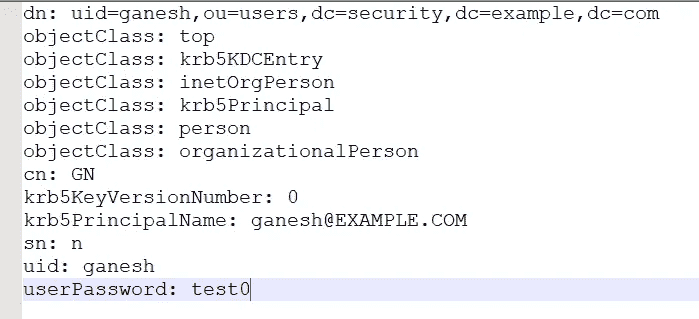 dn: uid=ganesh,ou=users,dc=security,dc=example,dc=com
objectClass: top
objectClass: krb5KDCEntry
objectClass: inetOrgPerson
objectClass: krb5Principal
objectClass: person
objectClass: organizationalPerson
cn: GN
krb5KeyVersionNumber: 0
krb5PrincipalName: ganesh@EXAMPLE.COM
sn: n
uid: ganesh
userPassword: test0